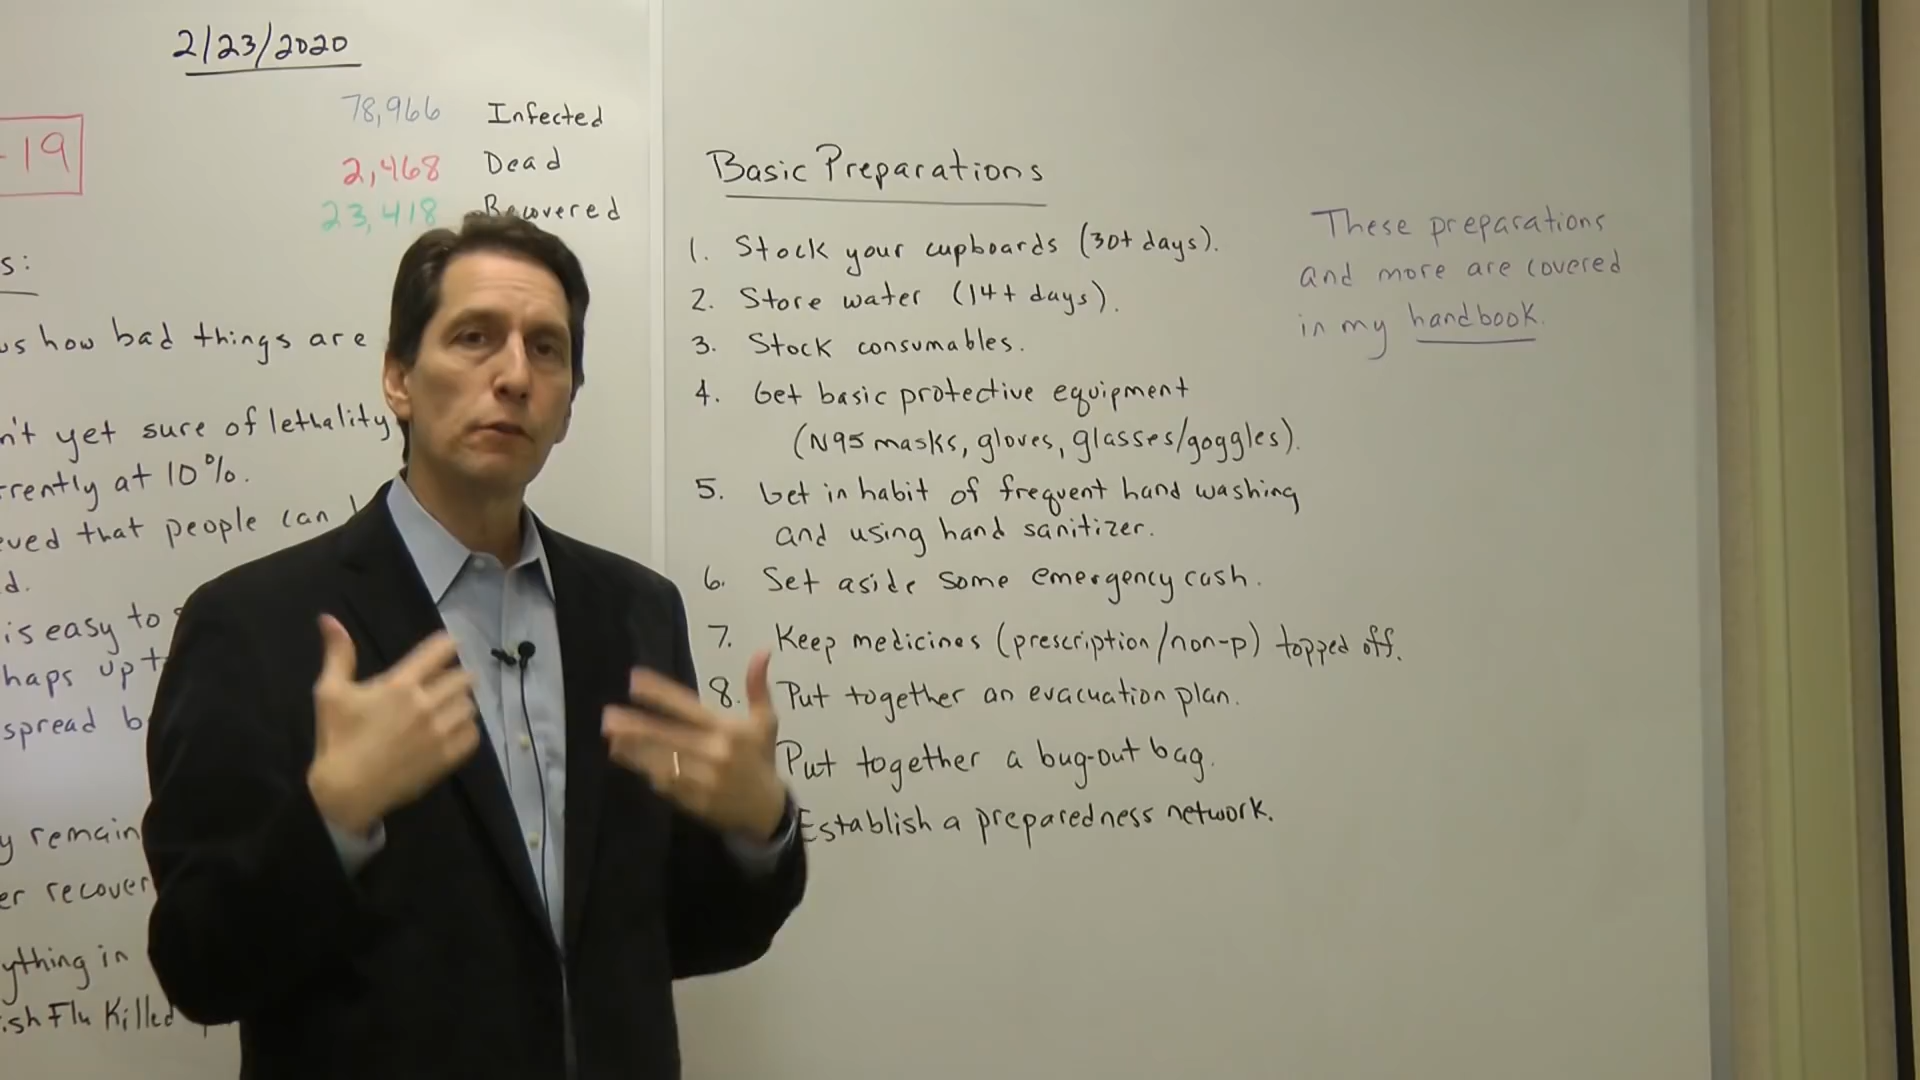 2/23/2020
-19
78,966 Infected
2,468 Dead
23,418 Recovered
s:
us how bad things are
n't yet sure of lethality
rrently at 10%.
eved that people can
d.
is easy to
haps up t
spread b
y remain
er recover
ything in
ish Flu Killed
Basic Preparations
1. Stock your cupboards (30+ days).
2. Store water (14+ days).
3. Stock consumables.
4. Get basic protective equipment
(N95 masks, gloves, glasses/goggles).
5. Get in habit of frequent hand washing
and using hand sanitizer.
6. Set aside some emergency cash.
7. Keep medicines (prescription/non-p) topped off.
8. Put together an evacuation plan.
Put together a bug-out bag.
Establish a preparedness network.
These preparations
and more are covered
in my handbook.